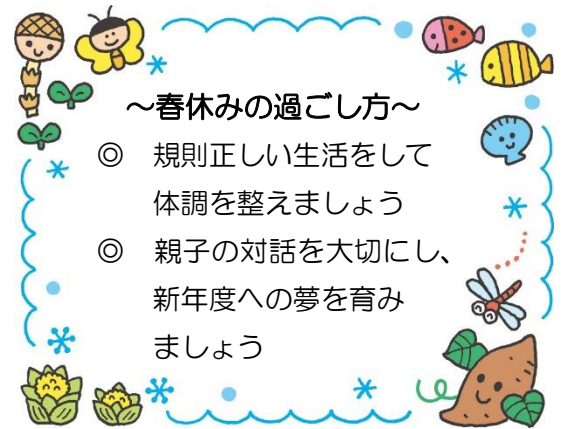 ～春休みの過ごし方～
◎　規則正しい生活をして
体調を整えましょう
◎　親子の対話を大切にし、
新年度への夢を育み
ましょう